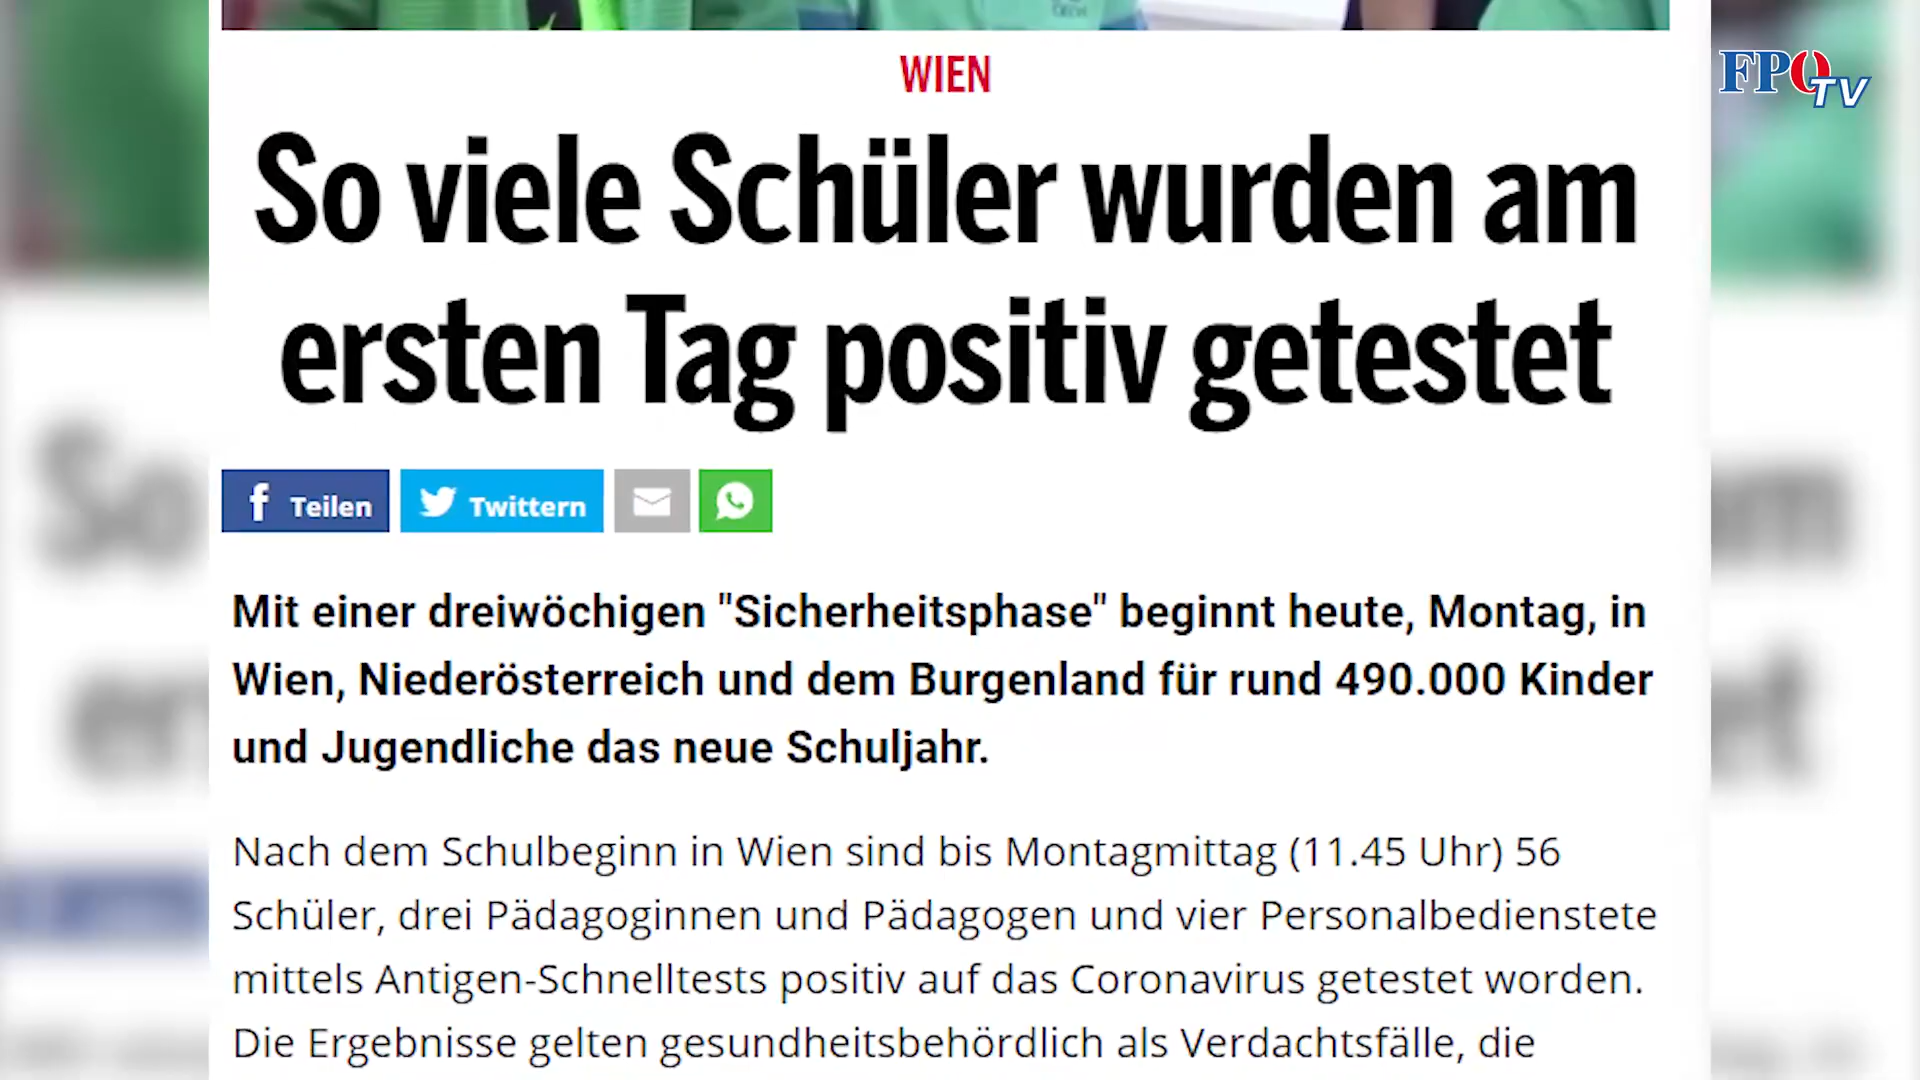 FPÖ TV
WIEN
So viele Schüler wurden am
ersten Tag positiv getestet
Teilen
Twittern
Mit einer dreiwöchigen "Sicherheitsphase" beginnt heute, Montag, in
Wien, Niederösterreich und dem Burgenland für rund 490.000 Kinder
und Jugendliche das neue Schuljahr.
Nach dem Schulbeginn in Wien sind bis Montagmittag (11.45 Uhr) 56
Schüler, drei Pädagoginnen und Pädagogen und vier Personalbedienstete
mittels Antigen-Schnelltests positiv auf das Coronavirus getestet worden.
Die Ergebnisse gelten gesundheitsbehördlich als Verdachtsfälle, die